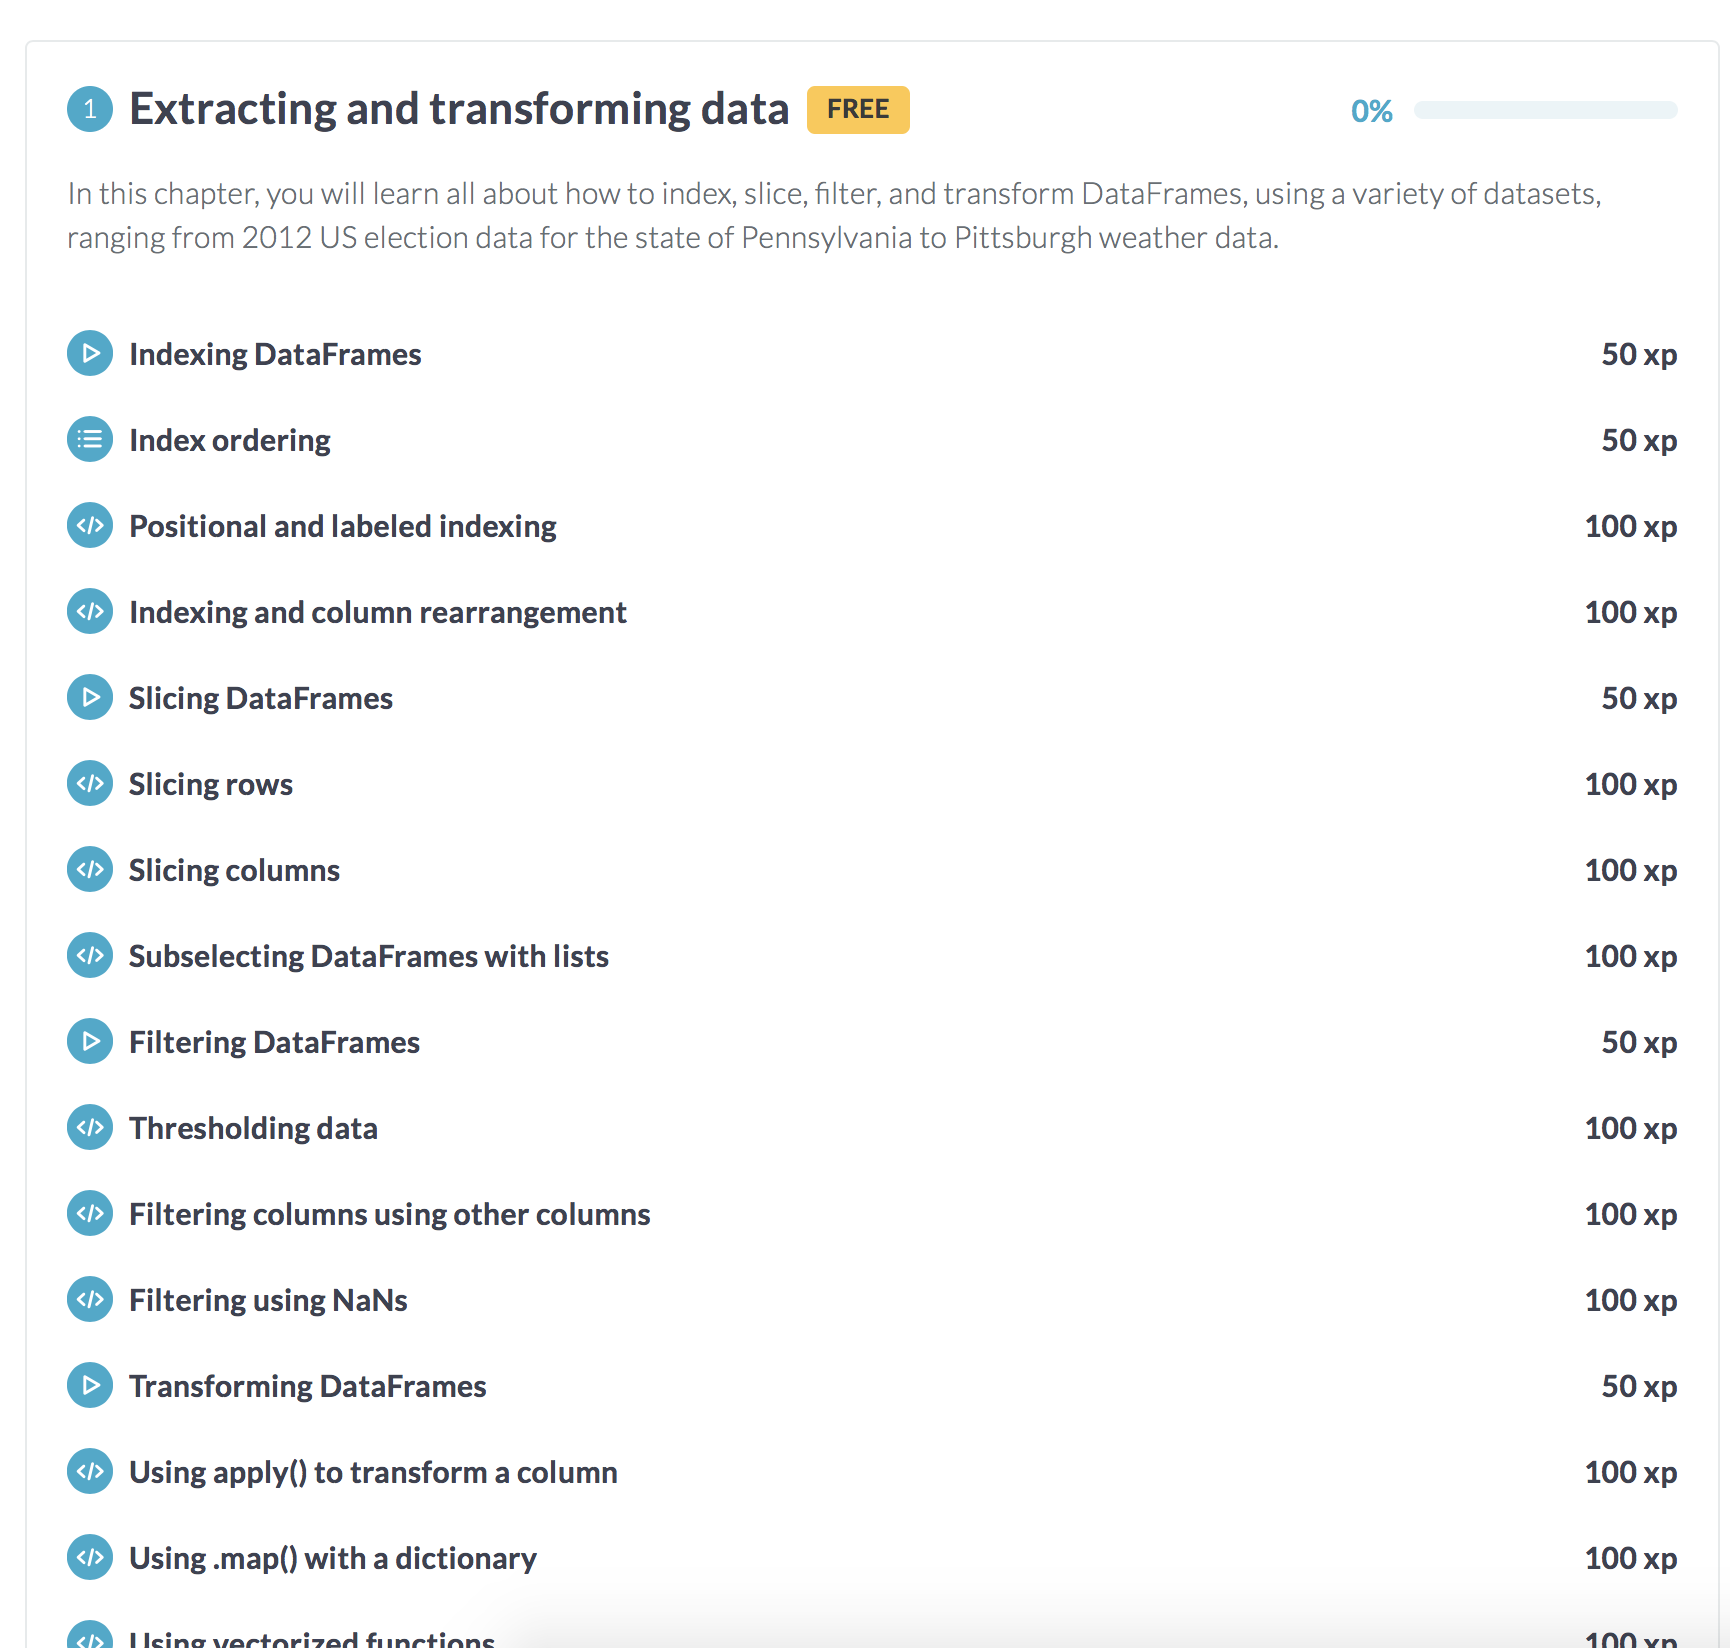 1 Extracting and transforming data FREE 0%
In this chapter, you will learn all about how to index, slice, filter, and transform DataFrames, using a variety of datasets,
ranging from 2012 US election data for the state of Pennsylvania to Pittsburgh weather data.
Indexing DataFrames 50 xp
Index ordering 50 xp
Positional and labeled indexing 100 xp
Indexing and column rearrangement 100 xp
Slicing DataFrames 50 xp
Slicing rows 100 xp
Slicing columns 100 xp
Subselecting DataFrames with lists 100 xp
Filtering DataFrames 50 xp
Thresholding data 100 xp
Filtering columns using other columns 100 xp
Filtering using NaNs 100 xp
Transforming DataFrames 50 xp
Using apply() to transform a column 100 xp
Using .map() with a dictionary 100 xp
Using vectorized functions 100 xp